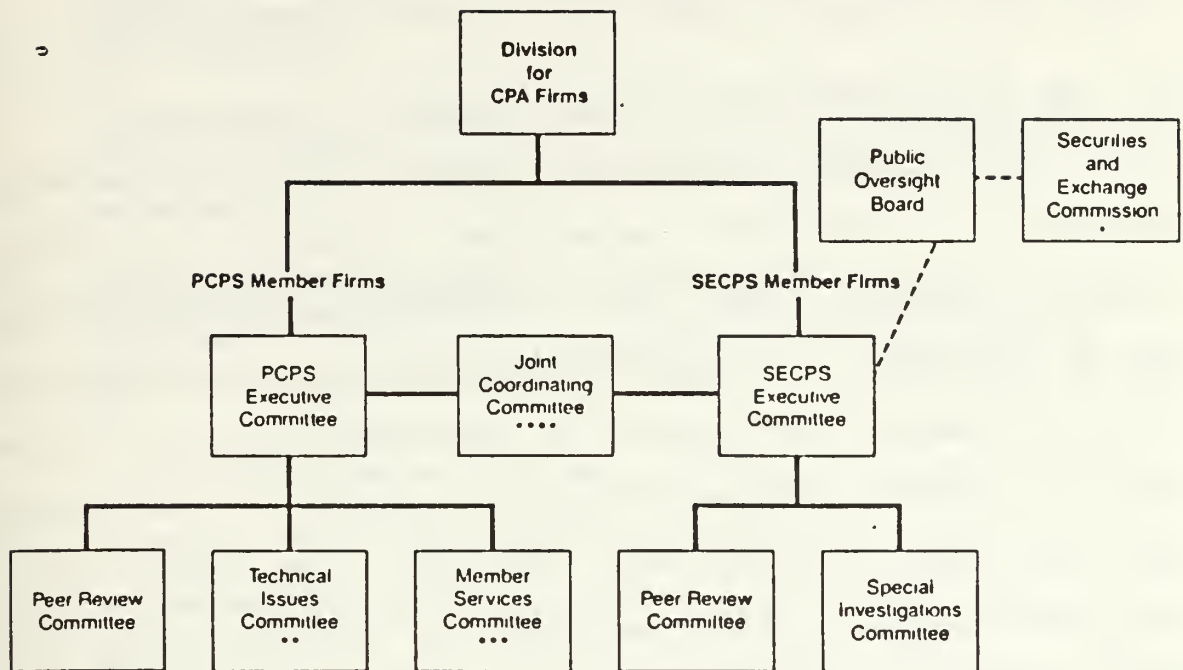 Division
for
CPA Firms
Public
Oversight
Board
Securities
and
Exchange
Commission
*
PCPS Member Firms
SECPS Member Firms
PCPS
Executive
Committee
Joint
Coordinating
Committee
****
SECPS
Executive
Committee
Peer Review
Committee
Technical
Issues
Committee
**
Member
Services
Committee
***
Peer Review
Committee
Special
Investigations
Committee